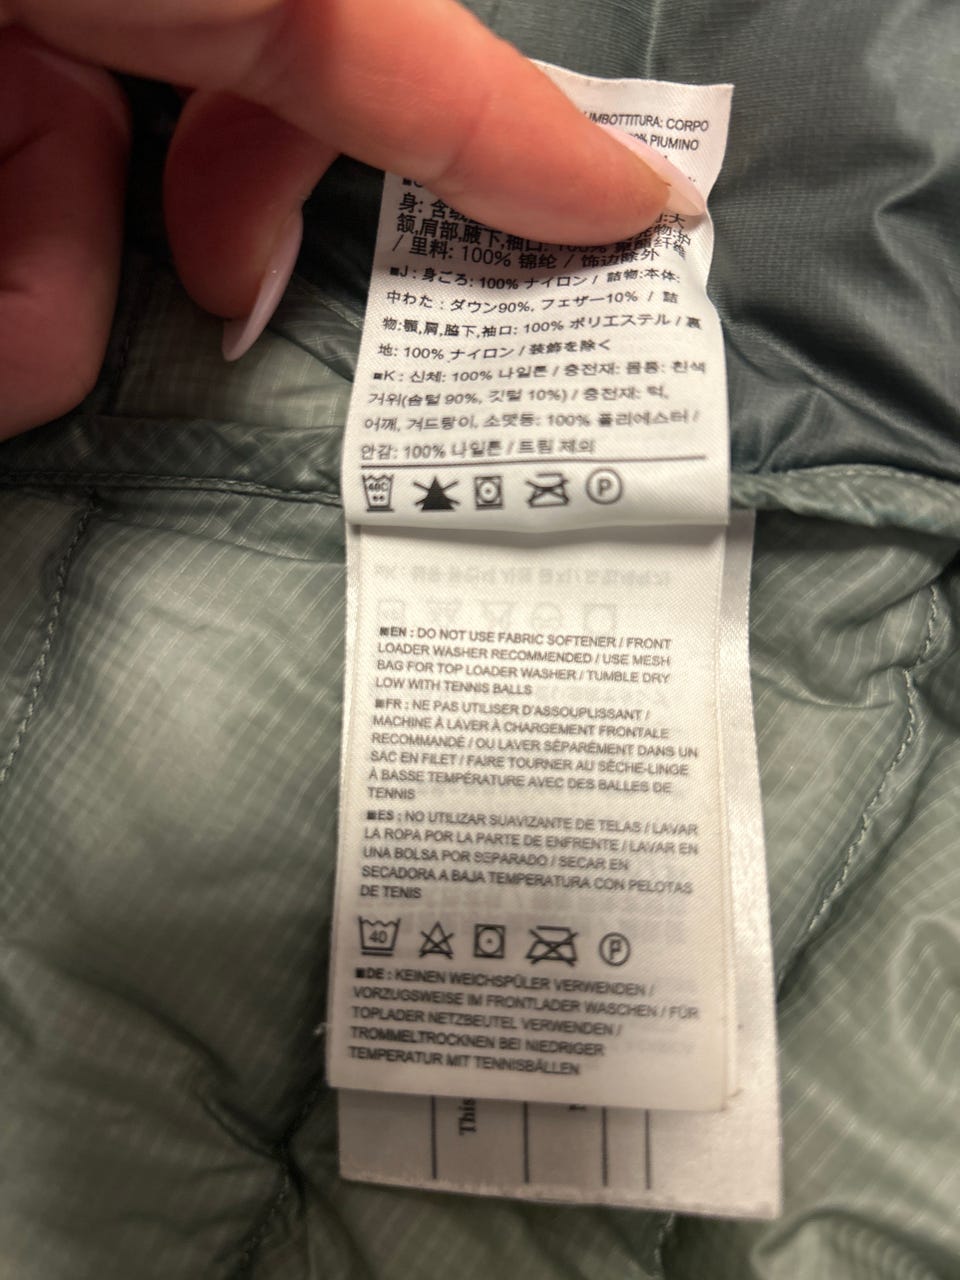 IMBOTTITURA: CORPO
% PIUMINO
身: 含绒
颏,肩部,腋下,袖口: 100% 聚酯纤维
/ 里料: 100% 锦纶 / 饰边除外
■J : 身ごろ: 100% ナイロン / 詰物:本体:
中わた : ダウン90%, フェザー10% / 詰
物:顎,肩,脇下,袖口: 100% ポリエステル / 裏
地: 100% ナイロン / 装飾を除く
■K : 신체: 100% 나일론 / 충전재: 몸통: 흰색
거위(솜털 90%, 깃털 10%) / 충전재: 턱,
어깨, 겨드랑이, 소맷동: 100% 폴리에스터 /
안감: 100% 나일론 / 트림 제외
40C
P
■EN : DO NOT USE FABRIC SOFTENER / FRONT
LOADER WASHER RECOMMENDED / USE MESH
BAG FOR TOP LOADER WASHER / TUMBLE DRY
LOW WITH TENNIS BALLS
■FR : NE PAS UTILISER D'ASSOUPLISSANT /
MACHINE À LAVER À CHARGEMENT FRONTALE
RECOMMANDÉ / OU LAVER SÉPARÉMENT DANS UN
SAC EN FILET / FAIRE TOURNER AU SÈCHE-LINGE
À BASSE TEMPÉRATURE AVEC DES BALLES DE
TENNIS
■ES : NO UTILIZAR SUAVIZANTE DE TELAS / LAVAR
LA ROPA POR LA PARTE DE ENFRENTE / LAVAR EN
UNA BOLSA POR SEPARADO / SECAR EN
SECADORA A BAJA TEMPERATURA CON PELOTAS
DE TENIS
40
P
■DE : KEINEN WEICHSPÜLER VERWENDEN /
VORZUGSWEISE IM FRONTLADER WASCHEN / FÜR
TOPLADER NETZBEUTEL VERWENDEN /
TROMMELTROCKNEN BEI NIEDRIGER
TEMPERATUR MIT TENNISBÄLLEN
This